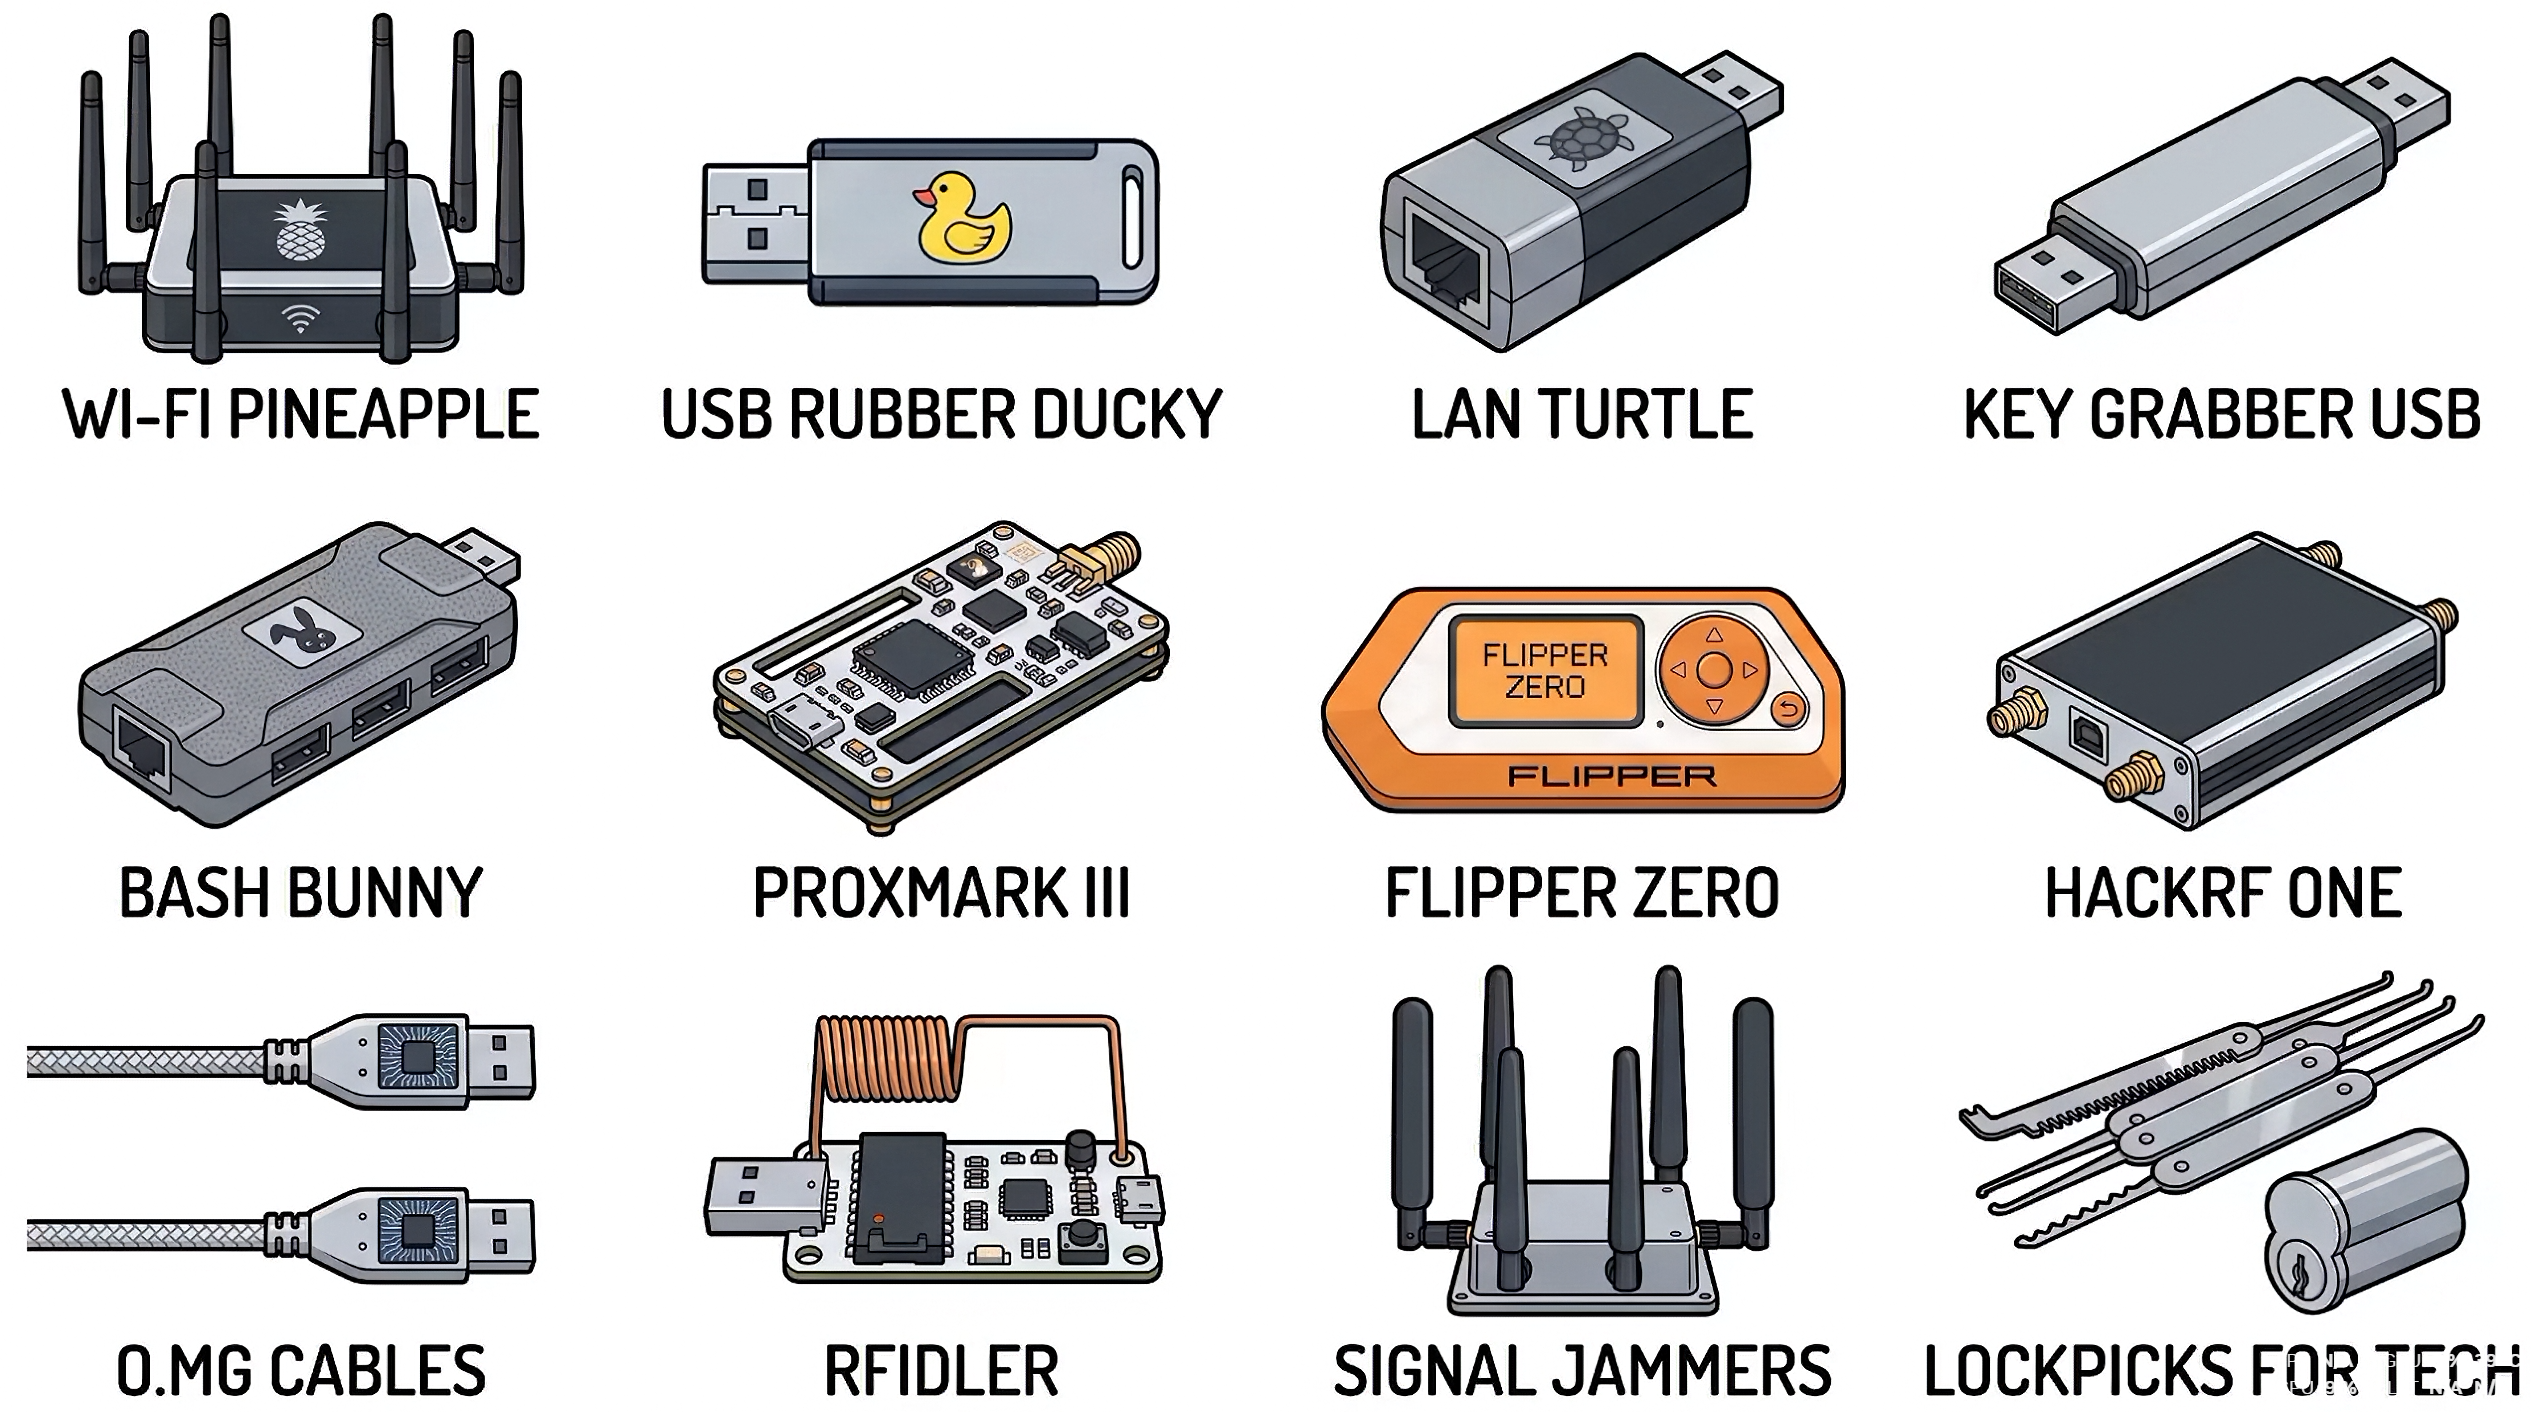 WI-FI PINEAPPLE
USB RUBBER DUCKY
LAN TURTLE
KEY GRABBER USB
FLIPPER
ZERO
FLIPPER
BASH BUNNY
PROXMARK III
FLIPPER ZERO
HACKRF ONE
O.MG CABLES
RFIDLER
SIGNAL JAMMERS
LOCKPICKS FOR TECH